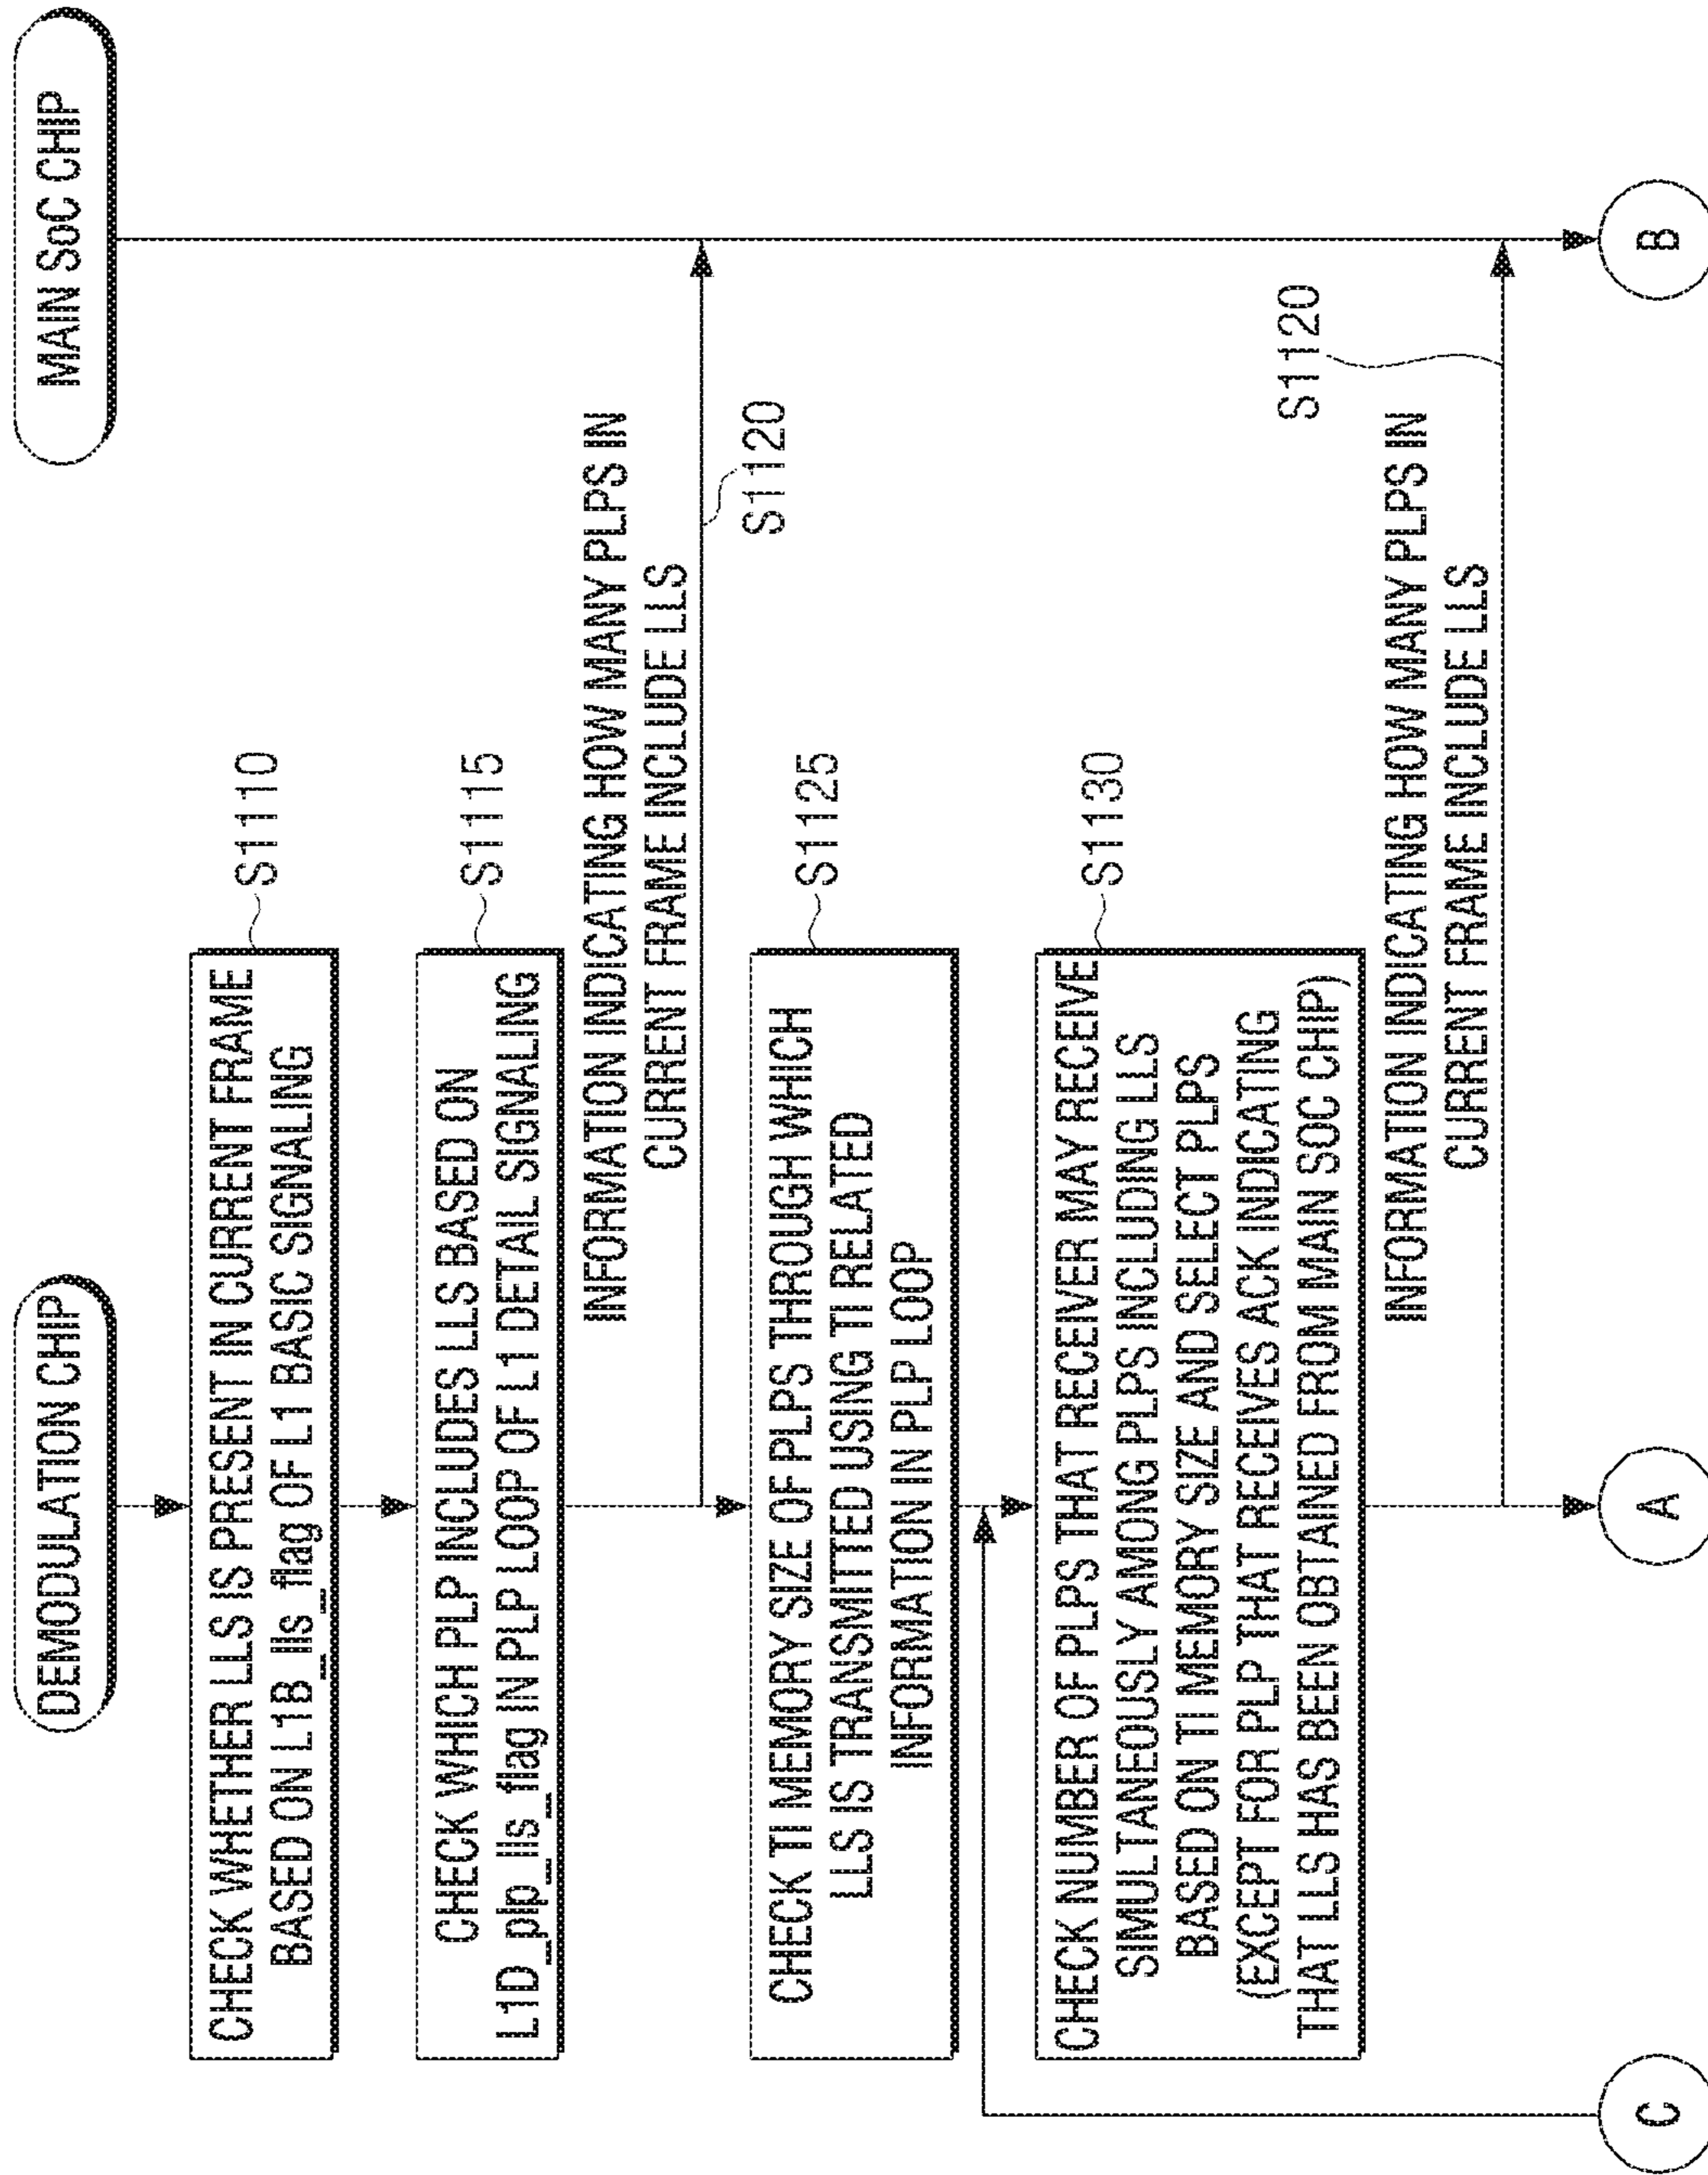 DEMODULATION CHIP
MAIN SoC CHIP
CHECK WHETHER LLS IS PRESENT IN CURRENT FRAME
BASED ON L1B_lls_flag OF L1 BASIC SIGNALING
S1110
CHECK WHICH PLP INCLUDES LLS BASED ON
L1D_plp_lls_flag IN PLP LOOP OF L1 DETAIL SIGNALING
S1115
INFORMATION INDICATING HOW MANY PLPS IN
CURRENT FRAME INCLUDE LLS
S1120
CHECK TI MEMORY SIZE OF PLPS THROUGH WHICH
LLS IS TRANSMITTED USING TI RELATED
INFORMATION IN PLP LOOP
S1125
CHECK NUMBER OF PLPS THAT RECEIVER MAY RECEIVE
SIMULTANEOUSLY AMONG PLPS INCLUDING LLS
BASED ON TI MEMORY SIZE AND SELECT PLPS
(EXCEPT FOR PLP THAT RECEIVES ACK INDICATING
THAT LLS HAS BEEN OBTAINED FROM MAIN SOC CHIP)
S1130
INFORMATION INDICATING HOW MANY PLPS IN
CURRENT FRAME INCLUDE LLS
S1120
C
A
B